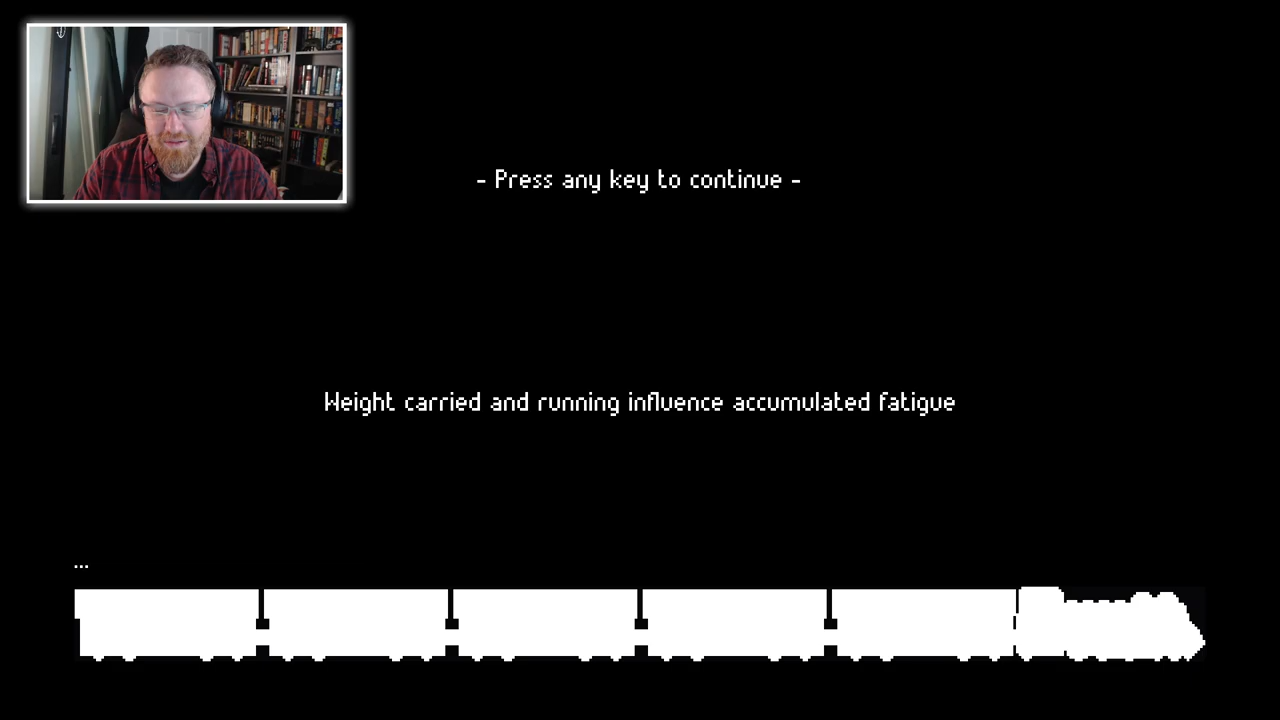 - Press any key to continue -
Weight carried and running influence accumulated fatigue
...